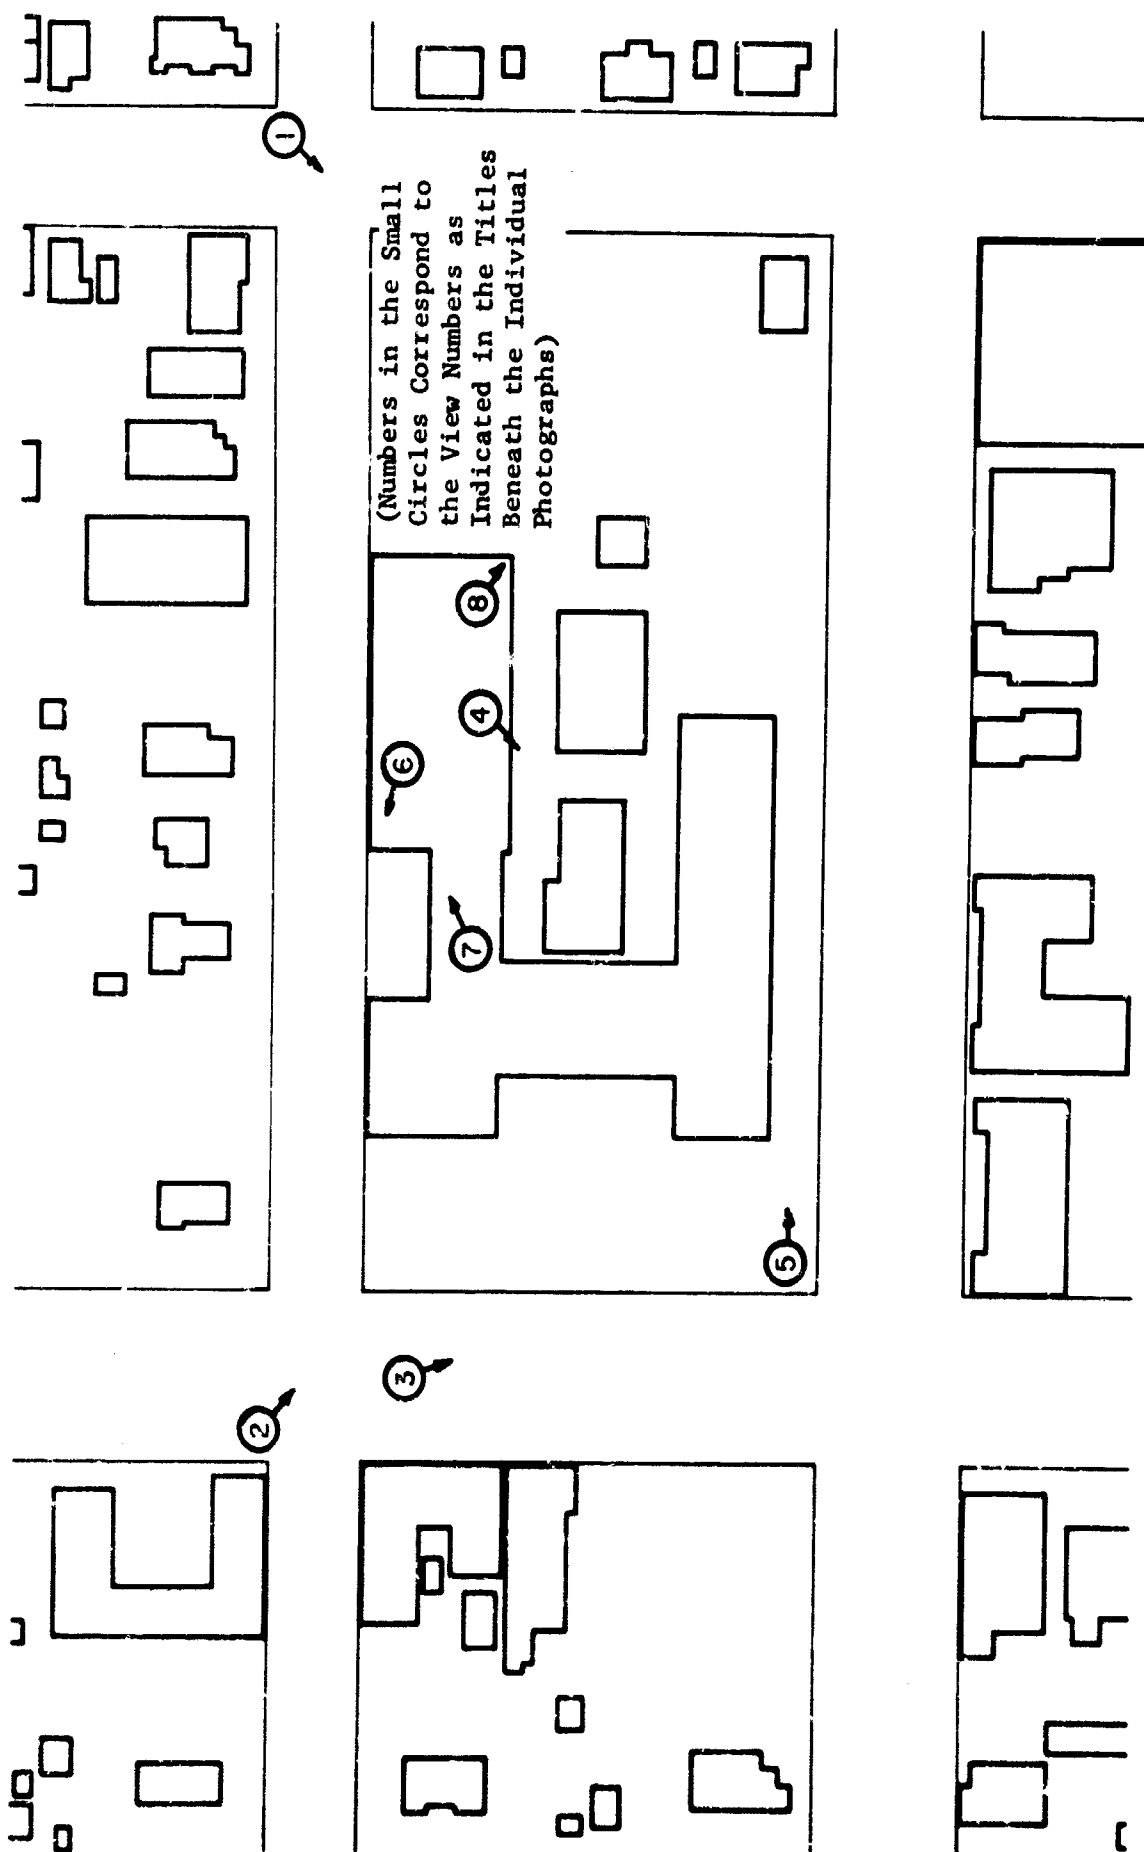 (Numbers in the Small
Circles Correspond to
the View Numbers as
Indicated in the Titles
Beneath the Individual
Photographs)
1
2
3
4
5
6
7
8